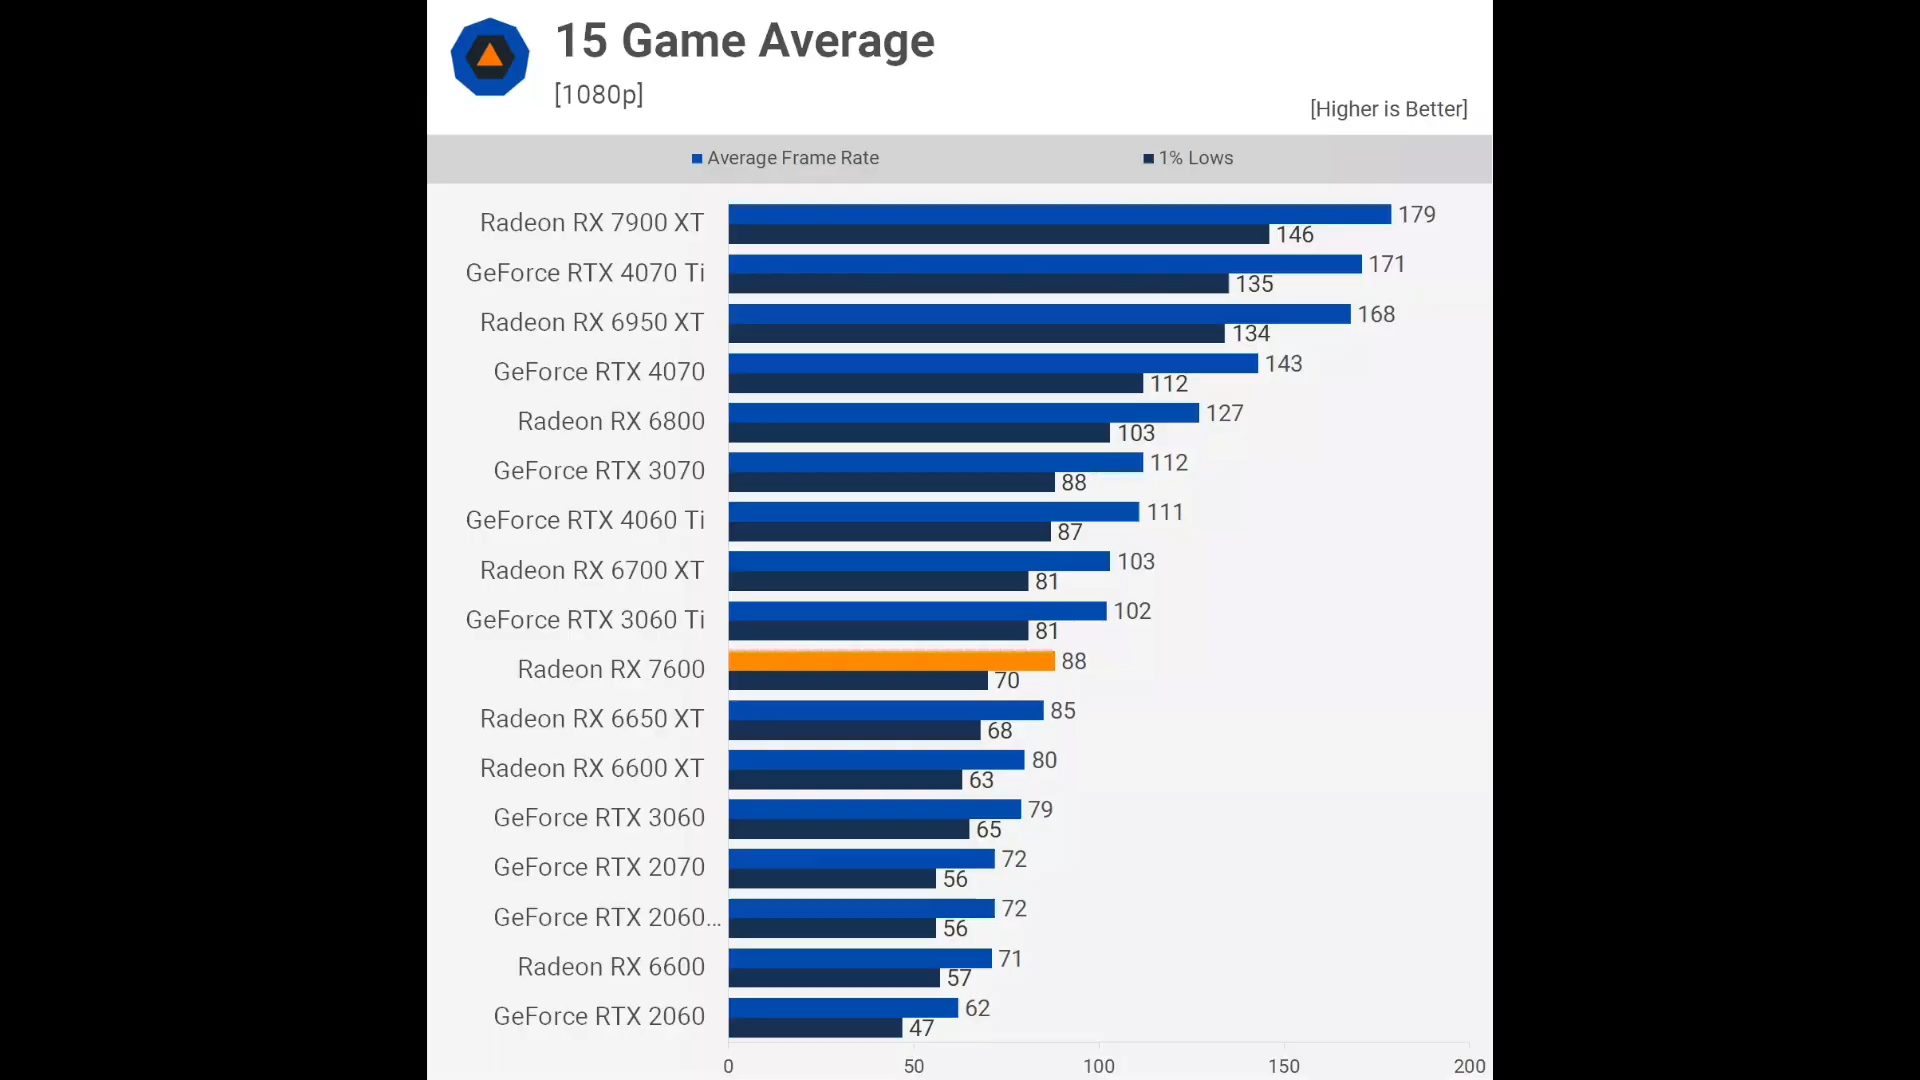 15 Game Average
[1080p]
[Higher is Better]
Average Frame Rate 1% Lows
Radeon RX 7900 XT 179 146
GeForce RTX 4070 Ti 171 135
Radeon RX 6950 XT 168 134
GeForce RTX 4070 143 112
Radeon RX 6800 127 103
GeForce RTX 3070 112 88
GeForce RTX 4060 Ti 111 87
Radeon RX 6700 XT 103 81
GeForce RTX 3060 Ti 102 81
Radeon RX 7600 88 70
Radeon RX 6650 XT 85 68
Radeon RX 6600 XT 80 63
GeForce RTX 3060 79 65
GeForce RTX 2070 72 56
GeForce RTX 2060... 72 56
Radeon RX 6600 71 57
GeForce RTX 2060 62 47
0 50 100 150 200